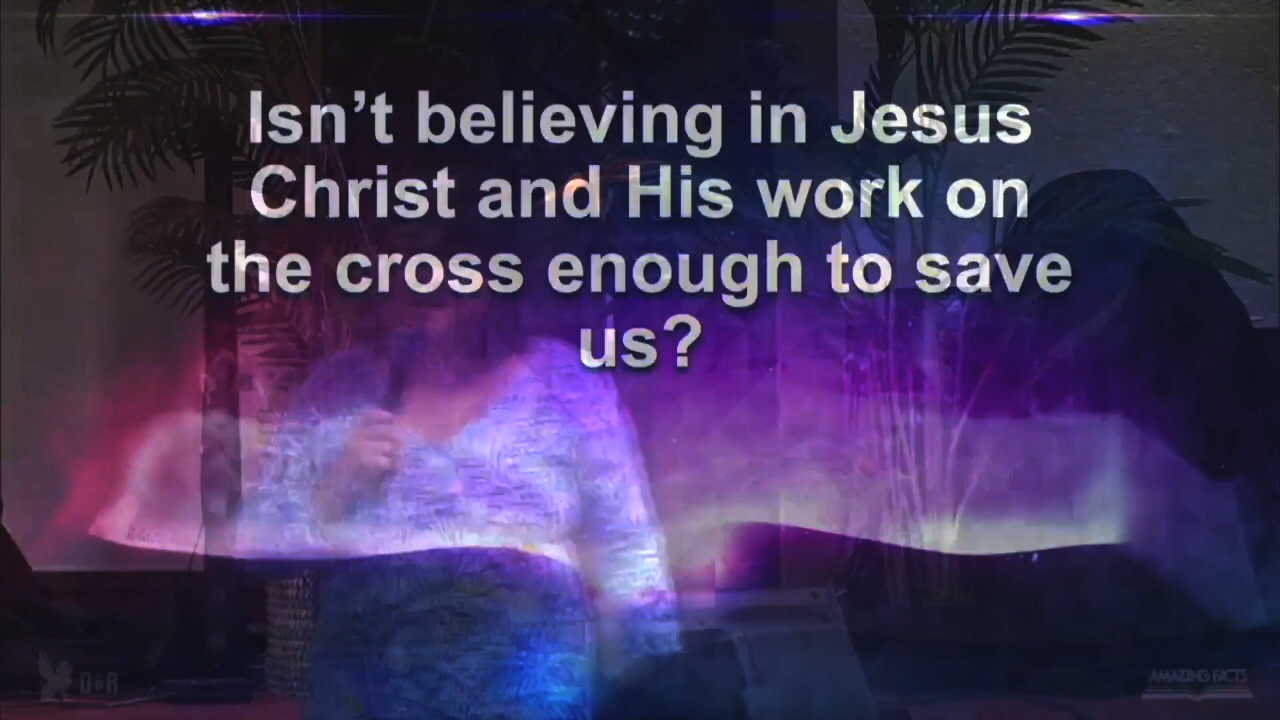 Isn’t believing in Jesus
Christ and His work on
the cross enough to save
us?
AMAZING FACTS